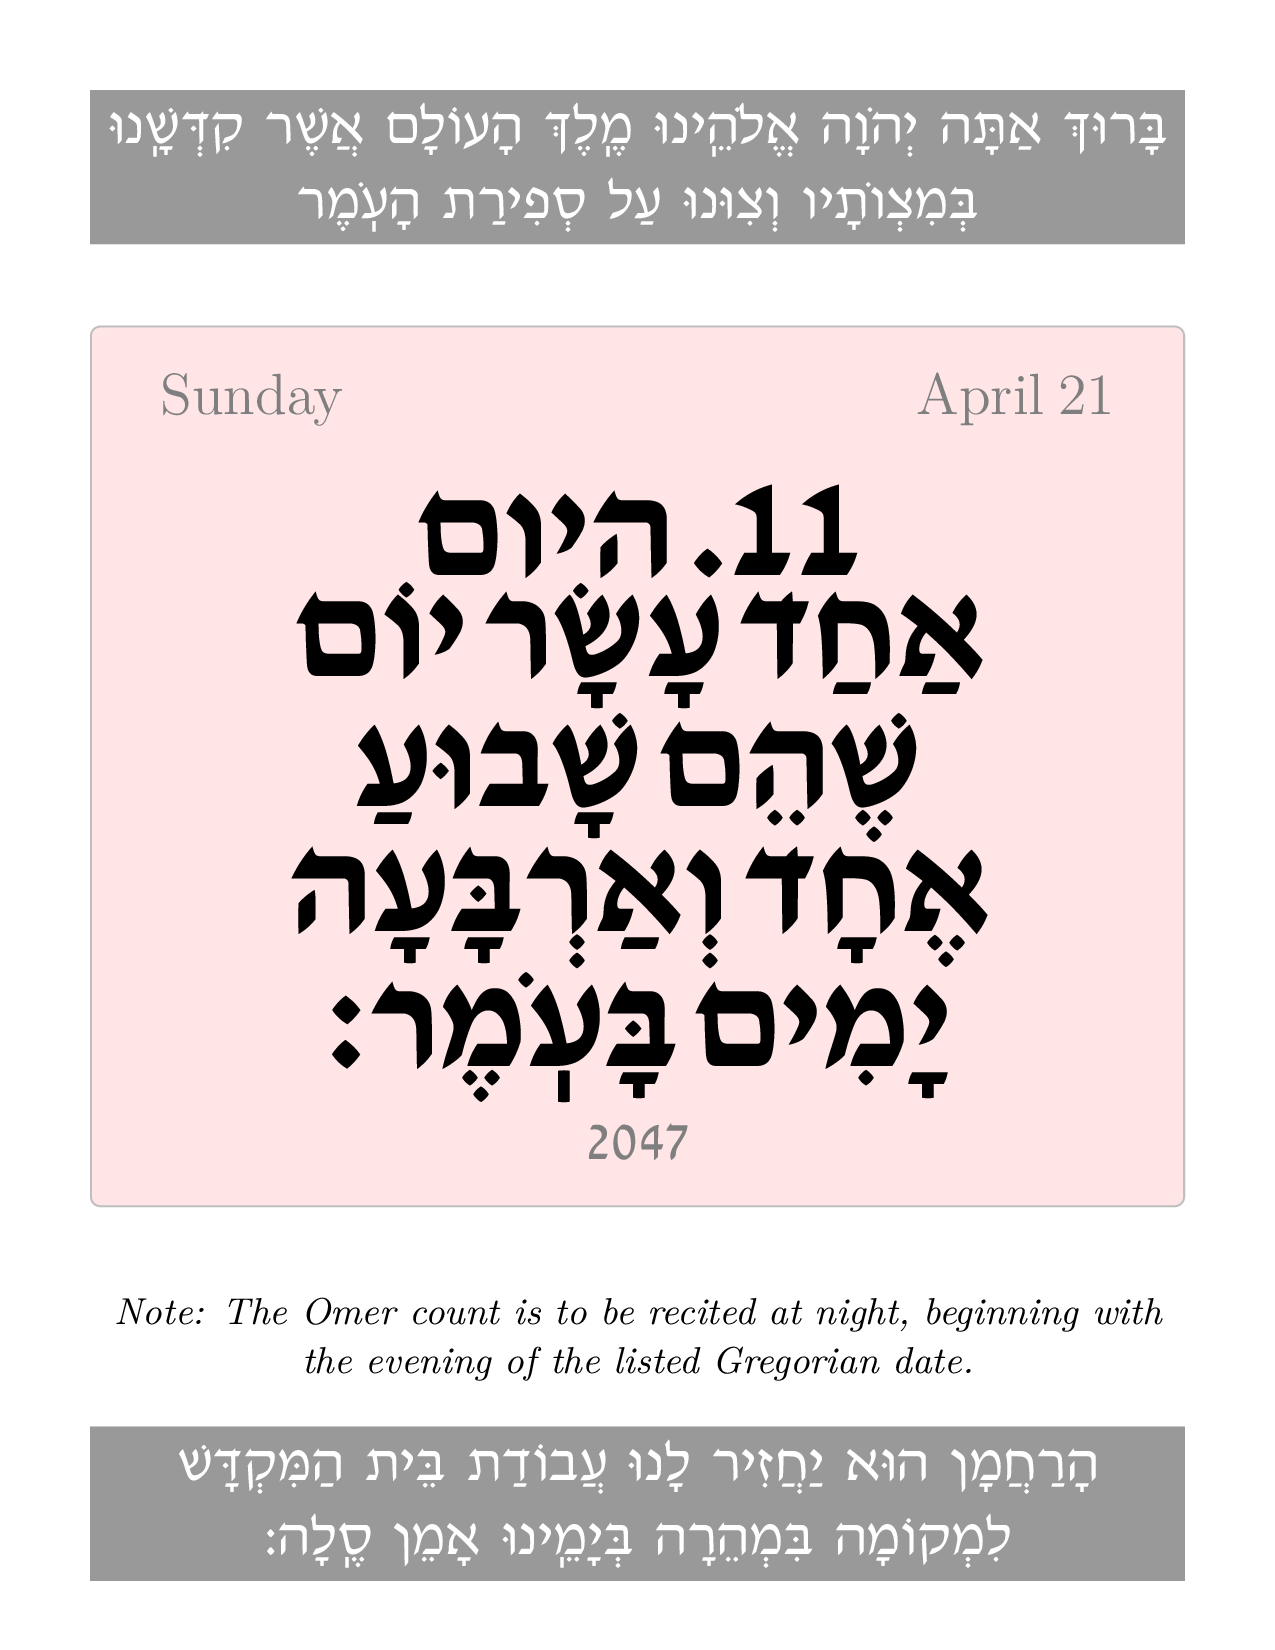 בָּרוּךְ אַתָּה יְהֹוָה אֱלֹהֵֽינוּ מֶֽלֶךְ הָעוֹלָם אֲשֶׁר קִדְּשָֽׁנוּ
בְּמִצְוֹתָיו וְצִוּנוּ עַל סְפִירַת הָעֹֽמֶר
Sunday April 21
11. היום
אַחַד עָשָׂר יוֹם
שֶׁהֵם שָׁבוּעַ
אֶחָד וְאַרְבָּעָה
יָמִים בָּעֹֽמֶר:
2047
Note: The Omer count is to be recited at night, beginning with
the evening of the listed Gregorian date.
הָרַחֲמָן הוּא יַחֲזִיר לָנוּ עֲבוֹדַת בֵּית הַמִּקְדָּשׁ
לִמְקוֹמָהּ בִּמְהֵרָה בְּיָמֵֽינוּ אָמֵן סֶֽלָה: